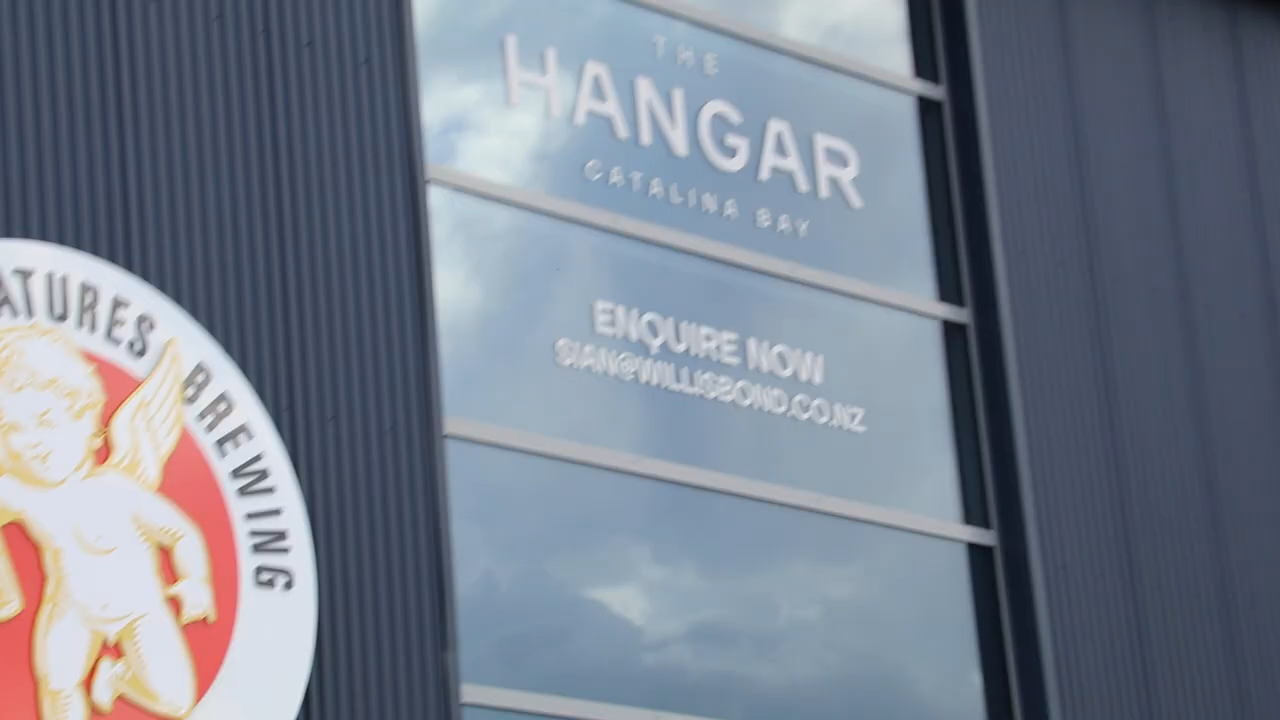 THE
HANGAR
CATALINA BAY
ENQUIRE NOW
SIAN@WILLISBOND.CO.NZ
ATURES BREWING